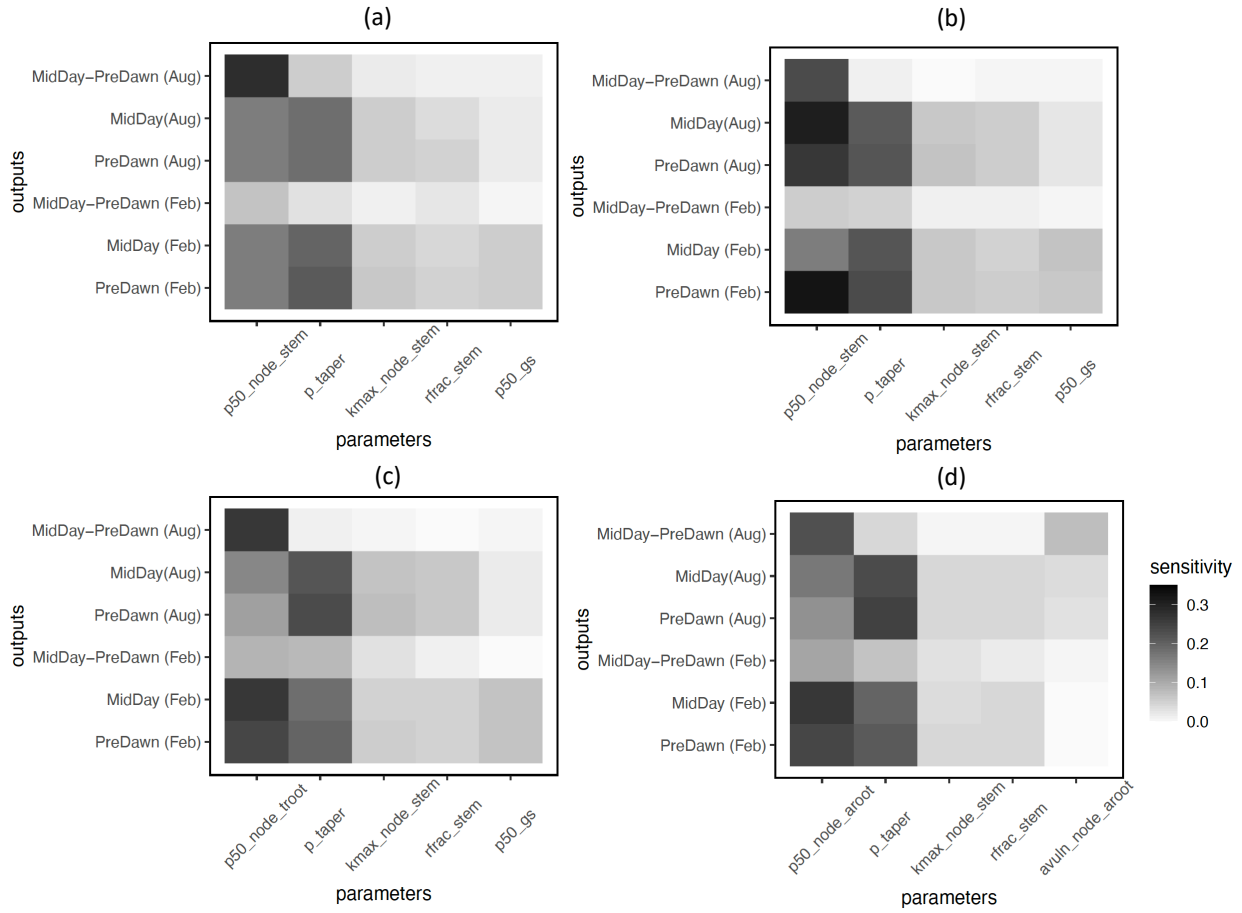 (a)
outputs
MidDay−PreDawn (Aug)
MidDay(Aug)
PreDawn (Aug)
MidDay−PreDawn (Feb)
MidDay (Feb)
PreDawn (Feb)
p50_node_stem
p_taper
kmax_node_stem
rfrac_stem
p50_gs
parameters
(b)
outputs
MidDay−PreDawn (Aug)
MidDay(Aug)
PreDawn (Aug)
MidDay−PreDawn (Feb)
MidDay (Feb)
PreDawn (Feb)
p50_node_stem
p_taper
kmax_node_stem
rfrac_stem
p50_gs
parameters
(c)
outputs
MidDay−PreDawn (Aug)
MidDay(Aug)
PreDawn (Aug)
MidDay−PreDawn (Feb)
MidDay (Feb)
PreDawn (Feb)
p50_node_troot
p_taper
kmax_node_stem
rfrac_stem
p50_gs
parameters
(d)
outputs
MidDay−PreDawn (Aug)
MidDay(Aug)
PreDawn (Aug)
MidDay−PreDawn (Feb)
MidDay (Feb)
PreDawn (Feb)
p50_node_aroot
p_taper
kmax_node_stem
rfrac_stem
avuln_node_aroot
parameters
sensitivity
0.3
0.2
0.1
0.0